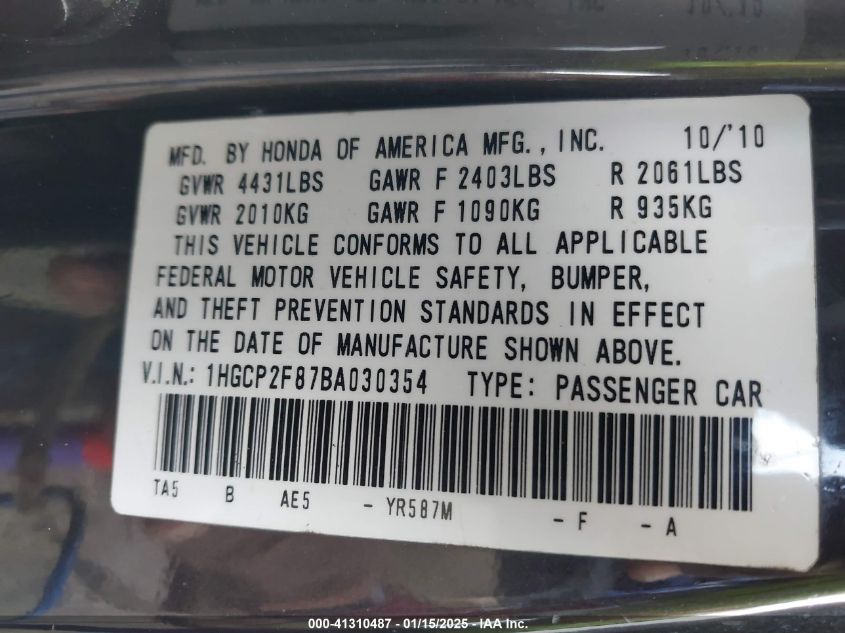 MFD. BY HONDA OF AMERICA MFG., INC. 10/'10
GVWR 4431LBS GAWR F 2403LBS R 2061LBS
GVWR 2010KG GAWR F 1090KG R 935KG
THIS VEHICLE CONFORMS TO ALL APPLICABLE
FEDERAL MOTOR VEHICLE SAFETY, BUMPER,
AND THEFT PREVENTION STANDARDS IN EFFECT
ON THE DATE OF MANUFACTURE SHOWN ABOVE.
V.I.N.: 1HGCP2F87BA030354 TYPE: PASSENGER CAR
TA5 B AE5 - YR587M - F - A
000-41310487 - 01/15/2025 - IAA Inc.